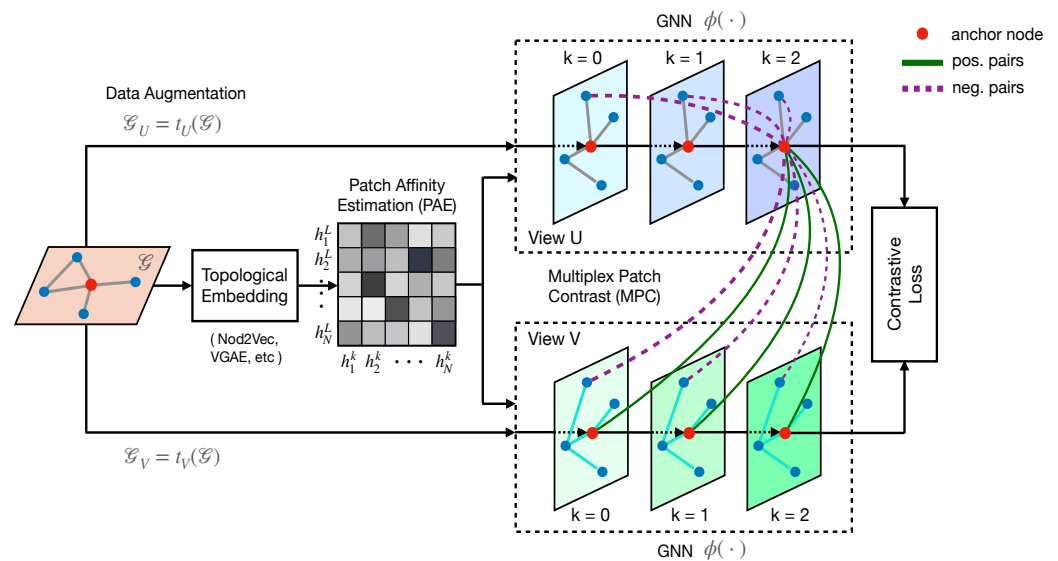 GNN ϕ(·)
anchor node
pos. pairs
neg. pairs
k = 0
k = 1
k = 2
Data Augmentation
𝒢_U = t_U(𝒢)
Patch Affinity
Estimation (PAE)
h_1^L
h_2^L
⋮
h_N^L
h_1^k h_2^k · · · h_N^k
𝒢
Topological
Embedding
( Nod2Vec,
VGAE, etc )
View U
Multiplex Patch
Contrast (MPC)
Contrastive
Loss
View V
𝒢_V = t_V(𝒢)
k = 0
k = 1
k = 2
GNN ϕ(·)